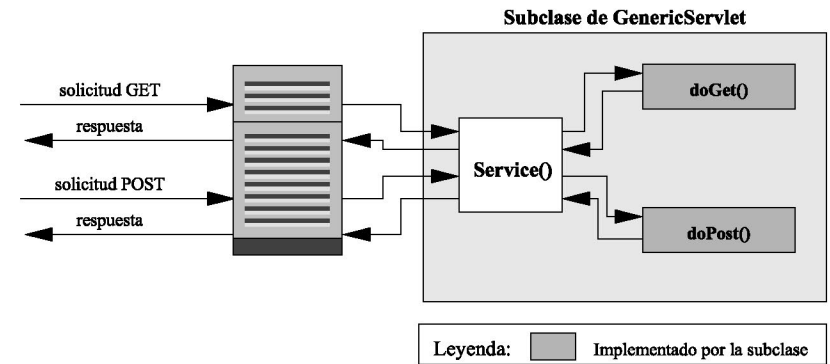 Subclase de GenericServlet
solicitud GET
respuesta
solicitud POST
respuesta
Service()
doGet()
doPost()
Leyenda:
Implementado por la subclase